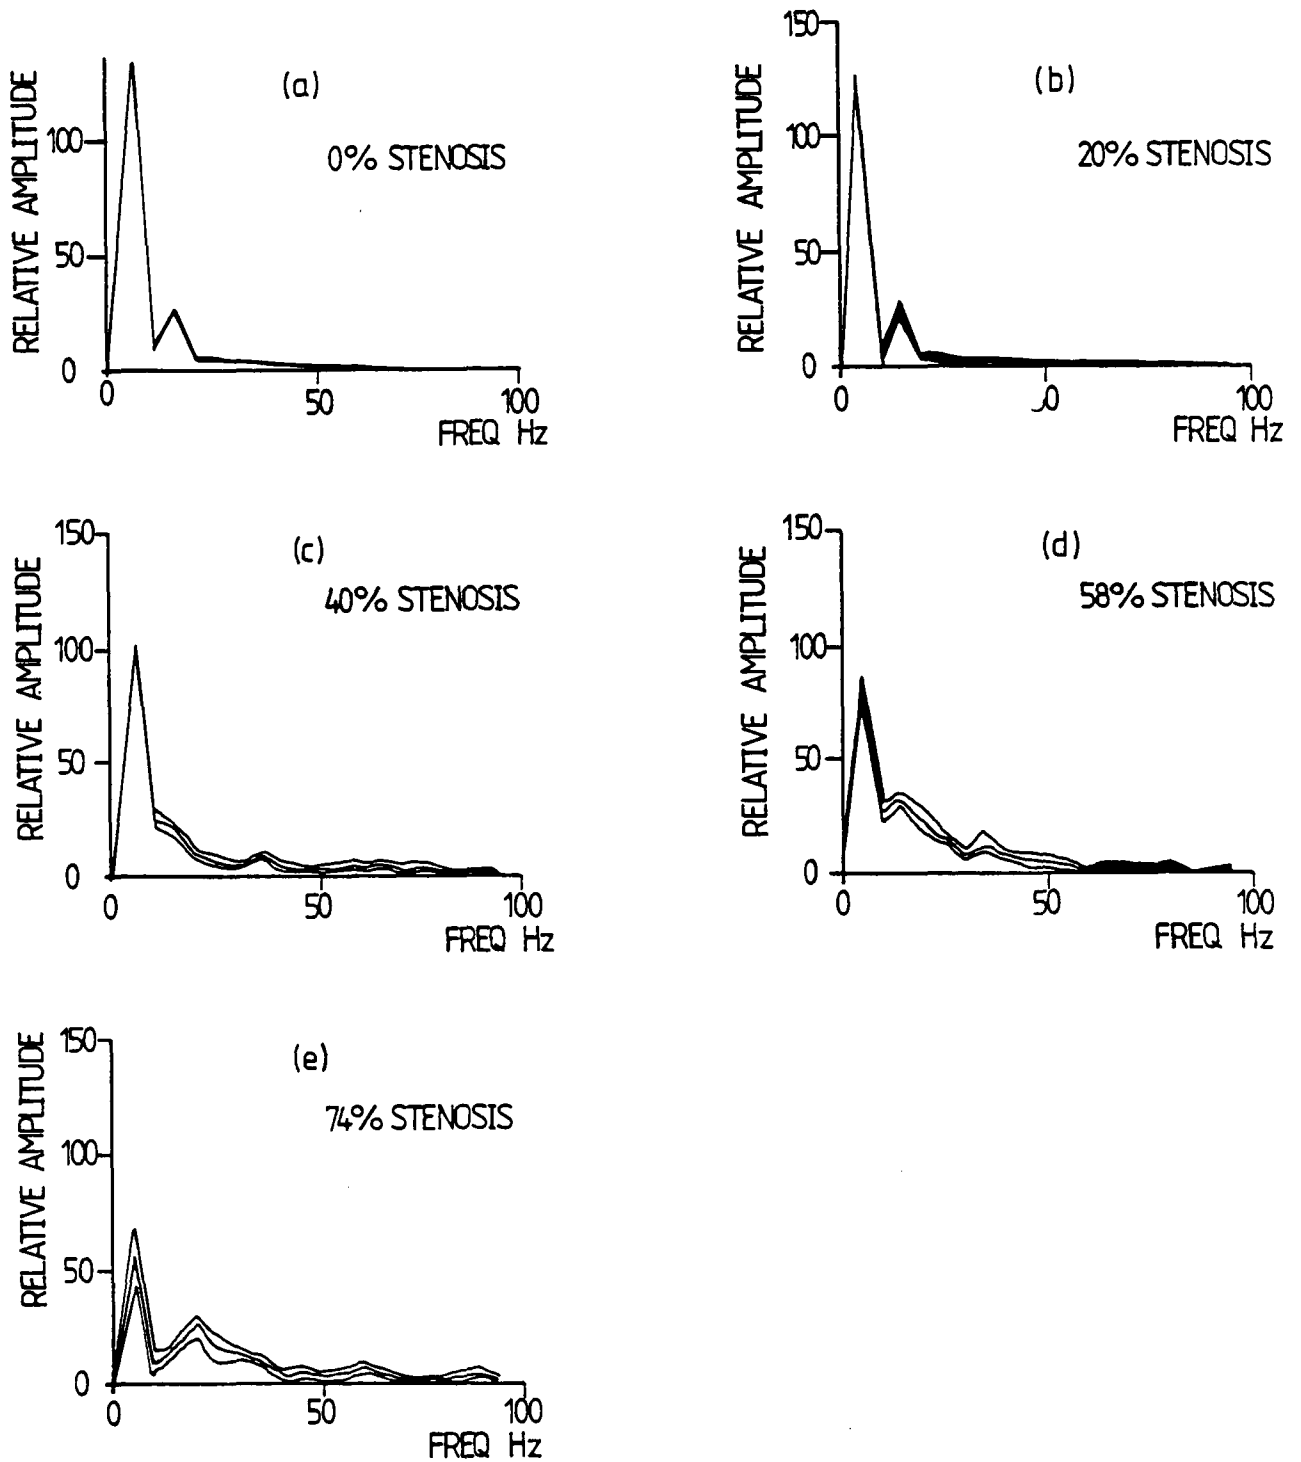 (a)
0% STENOSIS
RELATIVE AMPLITUDE
100
50
0
0 50 100
FREQ Hz
(b)
20% STENOSIS
RELATIVE AMPLITUDE
150
100
50
0
0 100
FREQ Hz
(c)
40% STENOSIS
RELATIVE AMPLITUDE
150
100
50
0
0 50 100
FREQ Hz
(d)
58% STENOSIS
RELATIVE AMPLITUDE
150
100
50
0
0 50 100
FREQ Hz
(e)
74% STENOSIS
RELATIVE AMPLITUDE
150
100
50
0
0 50 100
FREQ Hz